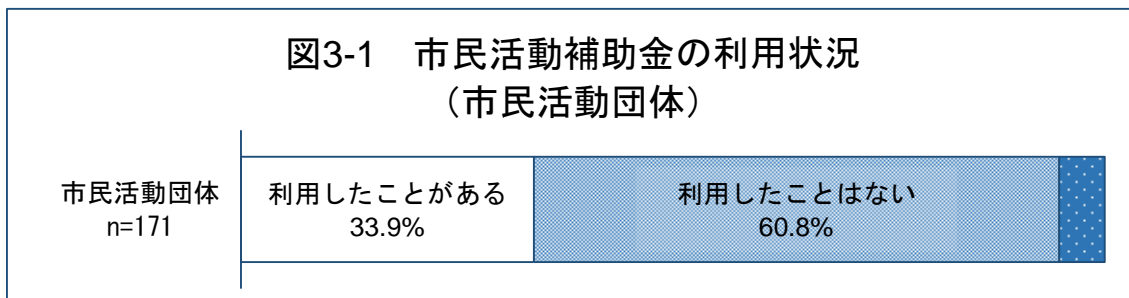 図3-1　市民活動補助金の利用状況
（市民活動団体）
市民活動団体
n=171
利用したことがある
33.9%
利用したことはない
60.8%